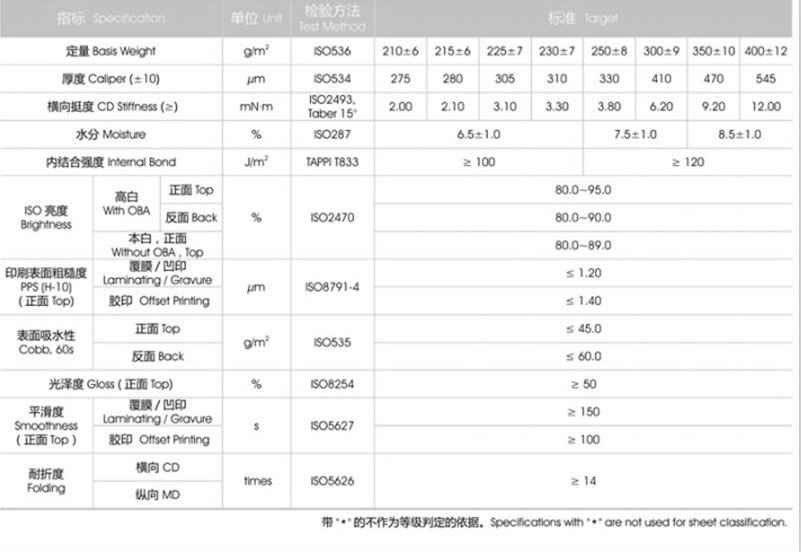 指标 Specification 单位 Unit 检验方法 Test Method 标准 Target
定量 Basis Weight g/m² ISO536 210±6 215±6 225±7 230±7 250±8 300±9 350±10 400±12
厚度 Caliper (±10) μm ISO534 275 280 305 310 330 410 470 545
横向挺度 CD Stiffness (≥) mN·m ISO2493, Taber 15° 2.00 2.10 3.10 3.30 3.80 6.20 9.20 12.00
水分 Moisture % ISO287 6.5±1.0 7.5±1.0 8.5±1.0
内结合强度 Internal Bond J/m² TAPPI T833 ≥ 100 ≥ 120
ISO 亮度 Brightness 高白 With OBA 正面 Top % ISO2470 80.0~95.0
反面 Back 80.0~90.0
本白，正面 Without OBA , Top 80.0~89.0
印刷表面粗糙度 PPS (H-10) (正面 Top) 覆膜 / 凹印 Laminating / Gravure μm ISO8791-4 ≤ 1.20
胶印 Offset Printing ≤ 1.40
表面吸水性 Cobb, 60s 正面 Top g/m² ISO535 ≤ 45.0
反面 Back ≤ 60.0
光泽度 Gloss ( 正面 Top) % ISO8254 ≥ 50
平滑度 Smoothness ( 正面 Top ) 覆膜 / 凹印 Laminating / Gravure s ISO5627 ≥ 150
胶印 Offset Printing ≥ 100
耐折度 Folding 横向 CD times ISO5626 ≥ 14
纵向 MD
带 "*" 的不作为等级判定的依据。Specifications with "*" are not used for sheet classification.